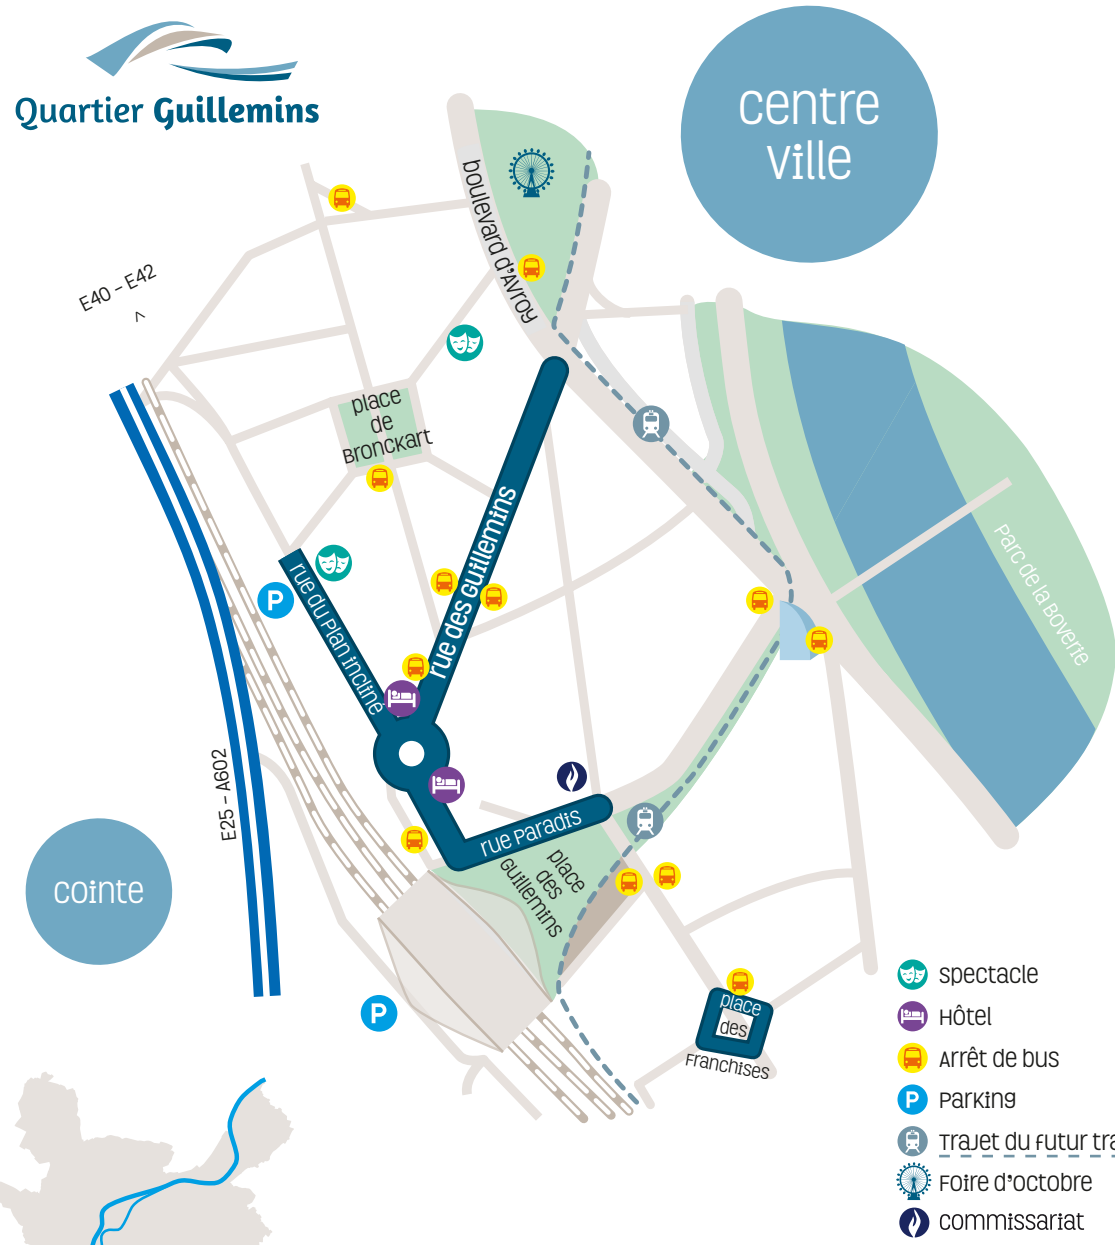 Quartier Guillemins
centre
ville
boulevard d'Avroy
E40 – E42
>
place
de
Bronckart
rue des Guillemins
Parc de la Boverie
rue du Plan incliné
P
E25 – A602
rue Paradis
place
des
Guillemins
cointe
P
place
des
Franchises
spectacle
Hôtel
Arrêt de bus
P
Parking
Trajet du futur tra
Foire d'octobre
commissariat